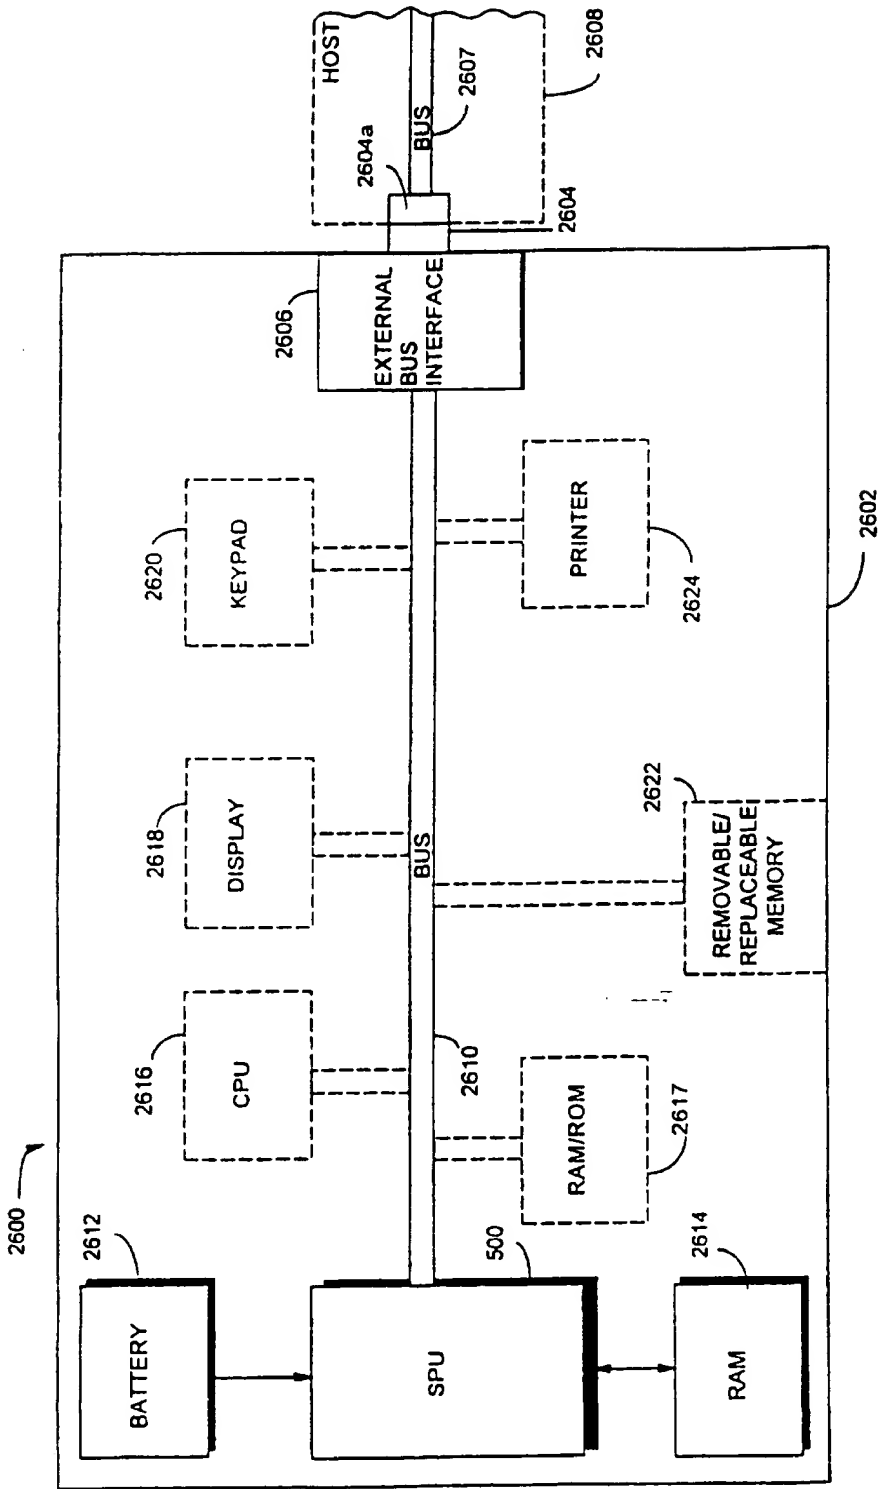 2600
2612
BATTERY
500
SPU
2614
RAM
2616
CPU
2610
RAM/ROM
2617
2618
DISPLAY
BUS
2622
REMOVABLE/
REPLACEABLE
MEMORY
2620
KEYPAD
PRINTER
2624
2602
2606
EXTERNAL
BUS
INTERFACE
2604a
2604
HOST
BUS
2607
2608